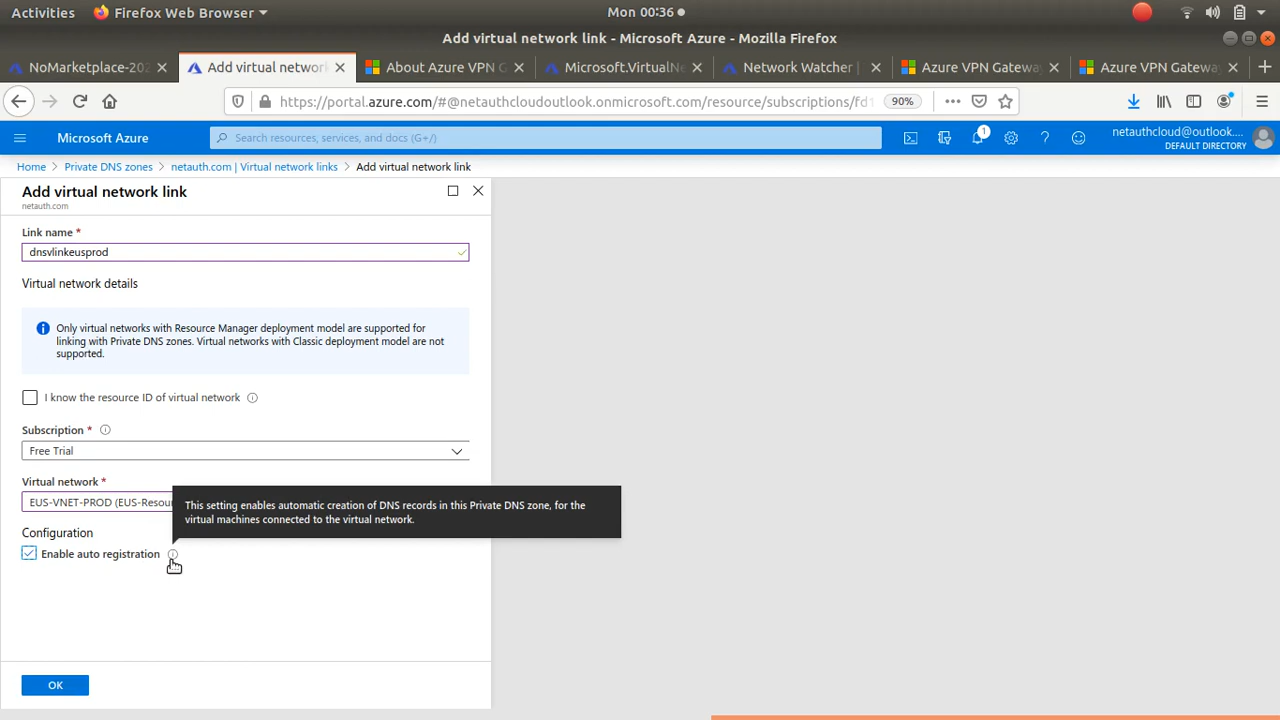 Activities
Firefox Web Browser
Mon 00:36
Add virtual network link - Microsoft Azure - Mozilla Firefox
NoMarketplace-202
Add virtual network
About Azure VPN G
Microsoft.VirtualNe
Network Watcher |
Azure VPN Gateway
Azure VPN Gateway
https://portal.azure.com/#@netauthcloudoutlook.onmicrosoft.com/resource/subscriptions/fd1
90%
Microsoft Azure
Search resources, services, and docs (G+/)
1
netauthcloud@outlook....
DEFAULT DIRECTORY
Home
Private DNS zones
netauth.com | Virtual network links
Add virtual network link
Add virtual network link
netauth.com
Link name *
dnsvlinkeusprod
Virtual network details
Only virtual networks with Resource Manager deployment model are supported for
linking with Private DNS zones. Virtual networks with Classic deployment model are not
supported.
I know the resource ID of virtual network
Subscription *
Free Trial
Virtual network *
EUS-VNET-PROD (EUS-Resour
This setting enables automatic creation of DNS records in this Private DNS zone, for the
virtual machines connected to the virtual network.
Configuration
Enable auto registration
OK